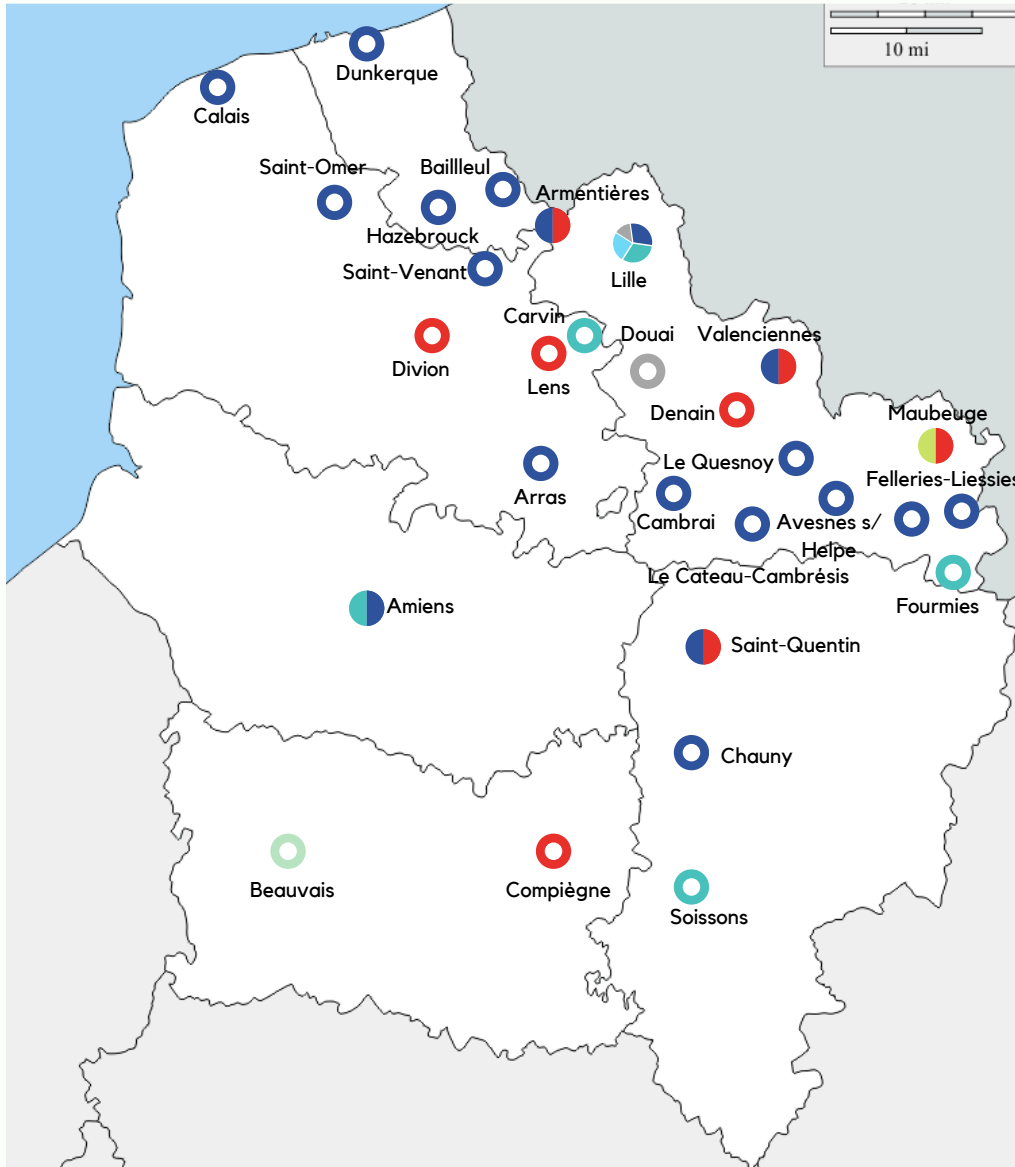 10 mi
Dunkerque
Calais
Saint-Omer
Baillleul
Armentières
Hazebrouck
Saint-Venant
Lille
Carvin
Douai
Valenciennes
Divion
Lens
Denain
Maubeuge
Le Quesnoy
Felleries-Liessies
Arras
Cambrai
Avesnes s/
Helpe
Le Cateau-Cambrésis
Fourmies
Amiens
Saint-Quentin
Chauny
Beauvais
Compiègne
Soissons